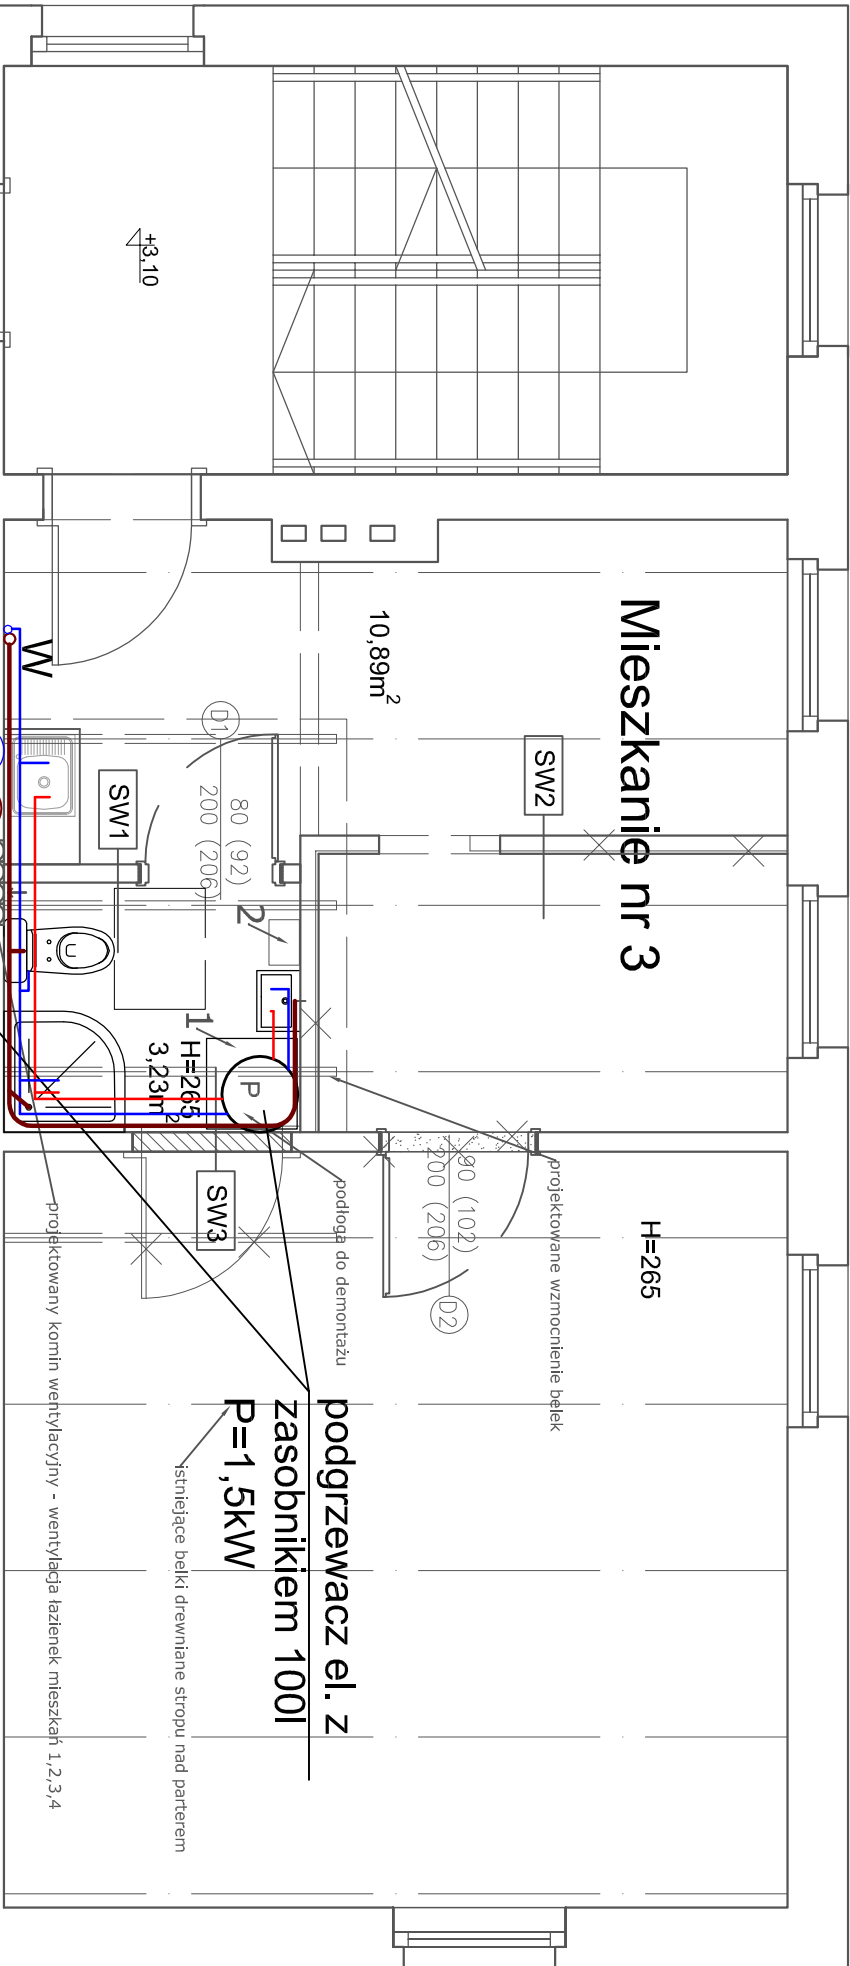 +3,10
Mieszkanie nr 3
10,89m²
W
D1
80 (92)
200 (206)
SW1
SW2
2
1
H=265
3,23m²
P
SW3
90 (102)
200 (206)
D2
H=265
projektowane wzmocnienie belek
podłoga do demontażu
podgrzewacz el. z
zasobnikiem 100l
P=1,5kW
istniejące belki drewniane stropu nad parterem
projektowany komin wentylacyjny - wentylacja łazienek mieszkań 1,2,3,4